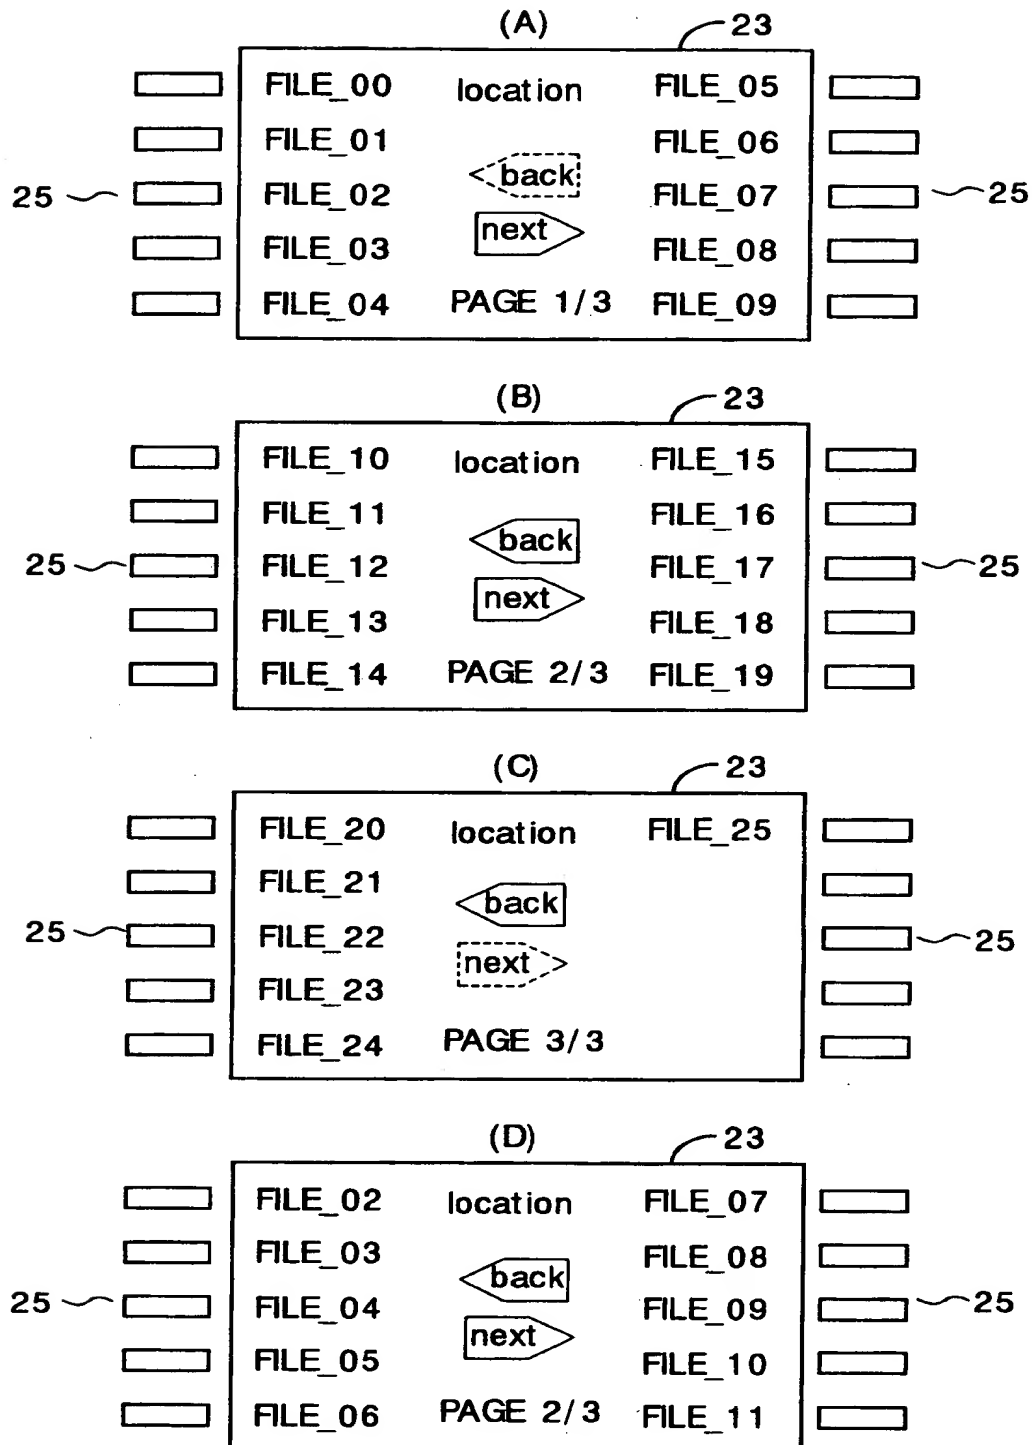 (A)
23
FILE_00 location FILE_05
FILE_01 FILE_06
back
25 FILE_02 FILE_07 25
next
FILE_03 FILE_08
FILE_04 PAGE 1/3 FILE_09
(B)
23
FILE_10 location FILE_15
FILE_11 FILE_16
back
25 FILE_12 FILE_17 25
next
FILE_13 FILE_18
FILE_14 PAGE 2/3 FILE_19
(C)
23
FILE_20 location FILE_25
FILE_21
back
25 FILE_22 25
next
FILE_23
FILE_24 PAGE 3/3
(D)
23
FILE_02 location FILE_07
FILE_03 FILE_08
back
25 FILE_04 FILE_09 25
next
FILE_05 FILE_10
FILE_06 PAGE 2/3 FILE_11